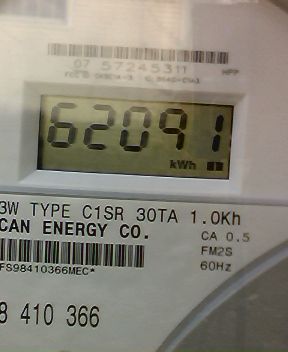 07 57245311
62091
kWh
3W TYPE C1SR 30TA 1.0Kh
CAN ENERGY CO.
CA 0.5
FM2S
60Hz
FS98410366MEC*
8 410 366